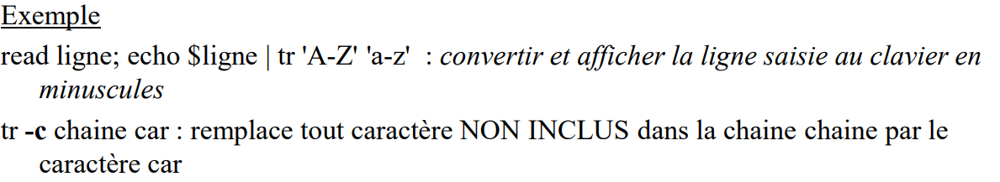 Exemple
read ligne; echo $ligne | tr 'A-Z' 'a-z' : convertir et afficher la ligne saisie au clavier en
minuscules
tr -c chaine car : remplace tout caractère NON INCLUS dans la chaine chaine par le
caractère car